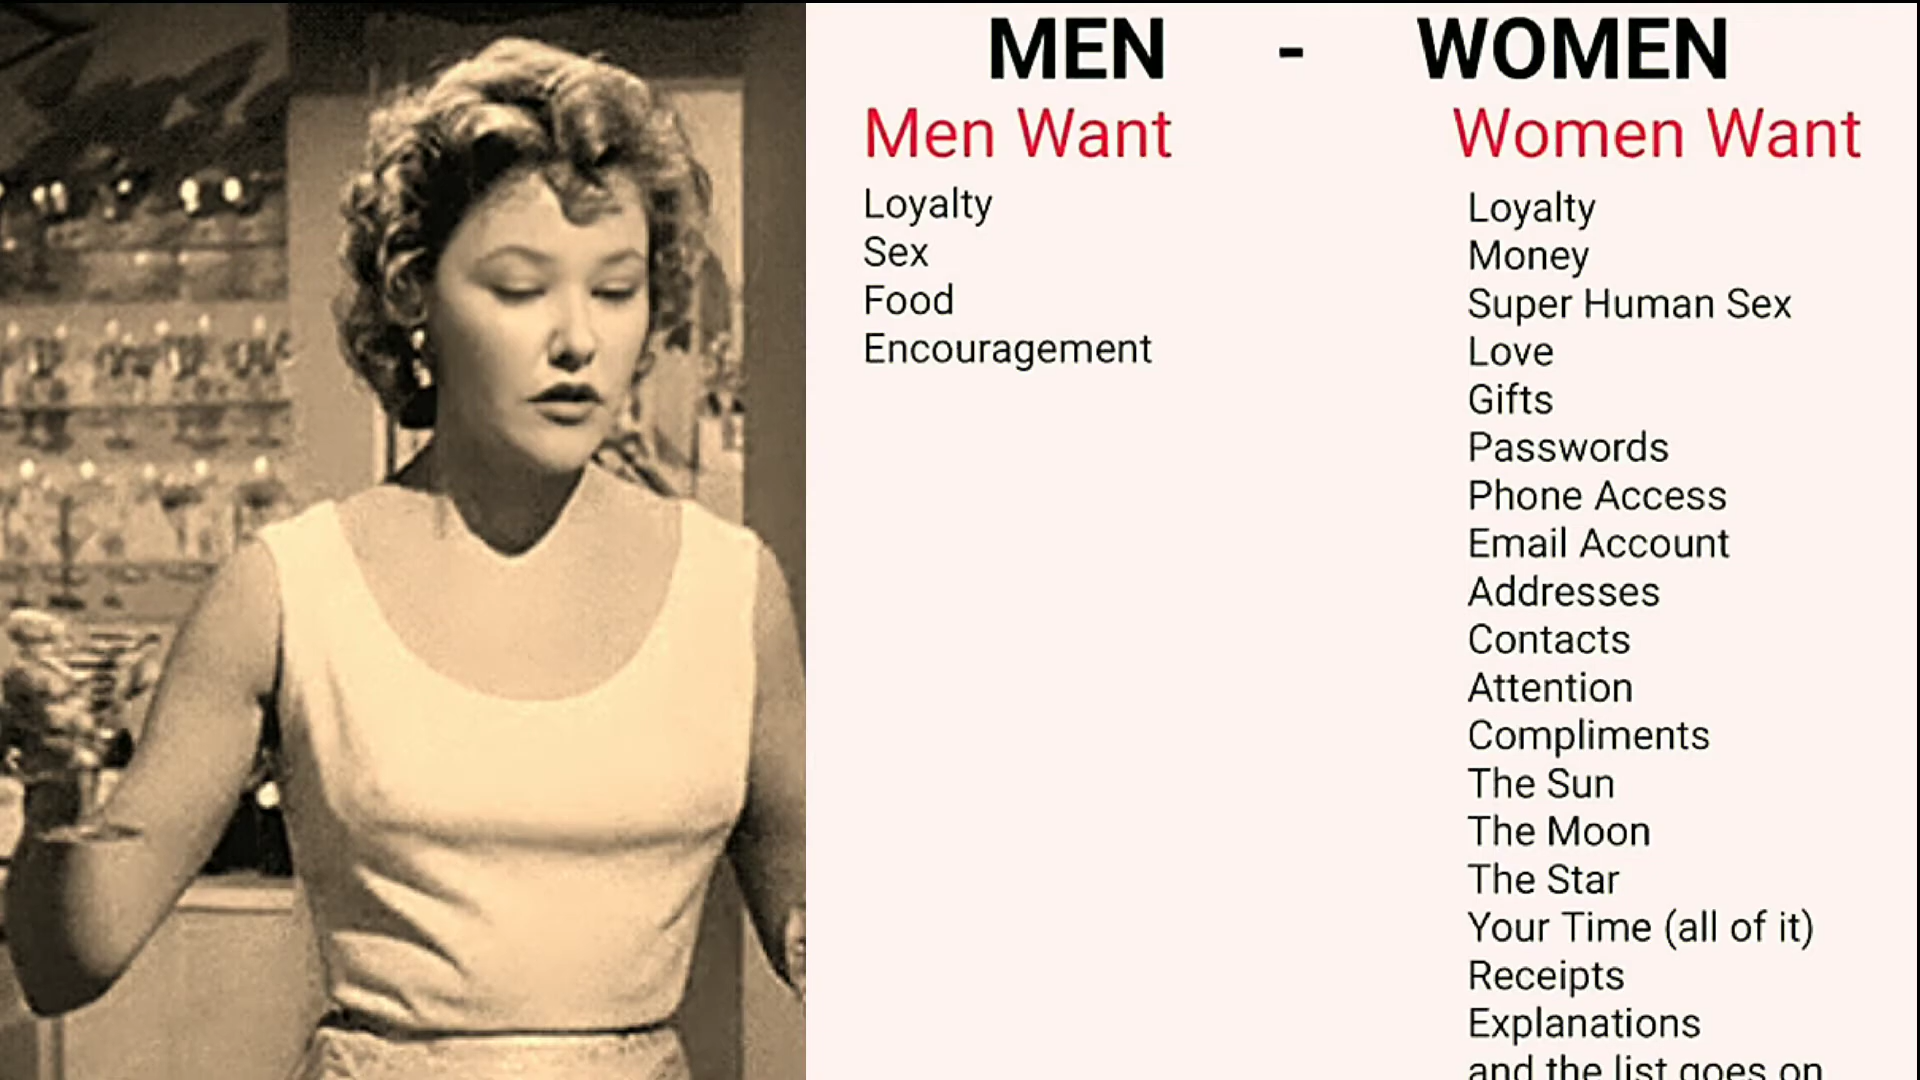 MEN - WOMEN
Men Want
Loyalty
Sex
Food
Encouragement
Women Want
Loyalty
Money
Super Human Sex
Love
Gifts
Passwords
Phone Access
Email Account
Addresses
Contacts
Attention
Compliments
The Sun
The Moon
The Star
Your Time (all of it)
Receipts
Explanations
and the list goes on